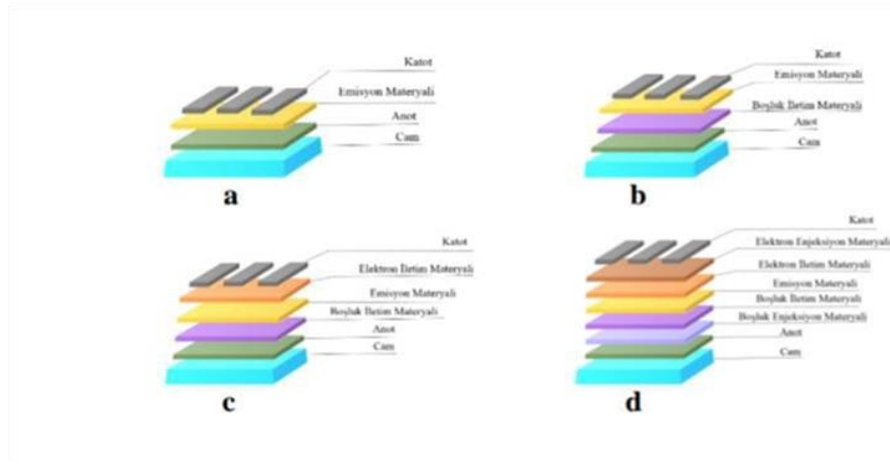 Katot
Emisyon Materyali
Anot
Cam
a
Katot
Emisyon Materyali
Boşluk İletim Materyali
Anot
Cam
b
Katot
Elektron İletim Materyali
Emisyon Materyali
Boşluk İletim Materyali
Anot
Cam
c
Katot
Elektron Enjeksiyon Materyali
Elektron İletim Materyali
Emisyon Materyali
Boşluk İletim Materyali
Boşluk Enjeksiyon Materyali
Anot
Cam
d